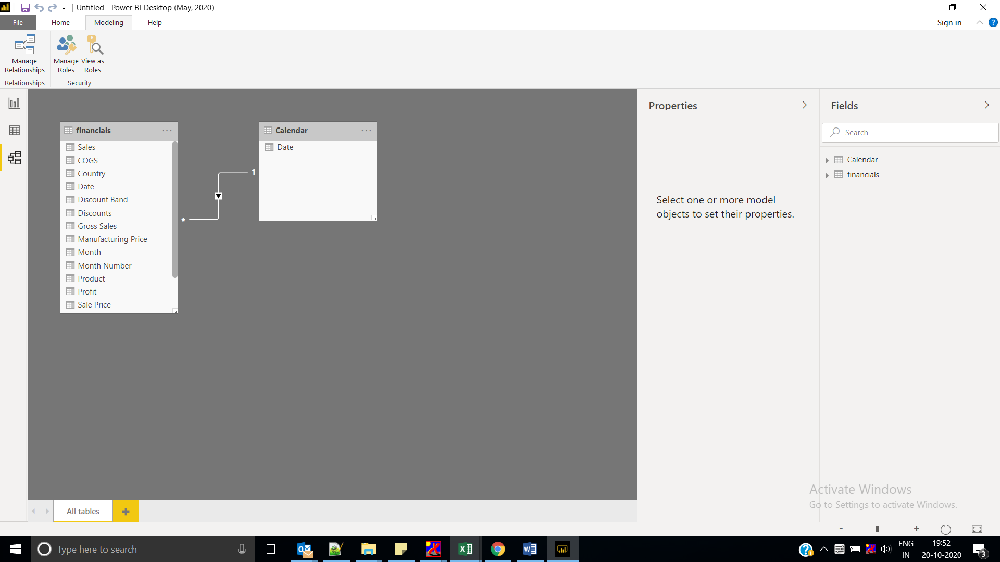 Untitled - Power BI Desktop (May, 2020)
File Home Modeling Help
Sign in
?
Manage Relationships
Manage Roles
View as Roles
Relationships
Security
financials
···
Sales
COGS
Country
Date
Discount Band
Discounts
Gross Sales
Manufacturing Price
Month
Month Number
Product
Profit
Sale Price
*
1
Calendar
···
Date
Properties
Select one or more model
objects to set their properties.
Fields
Search
Calendar
financials
Activate Windows
Go to Settings to activate Windows.
All tables
+
- +
Type here to search
ENG
IN
19:52
20-10-2020
3